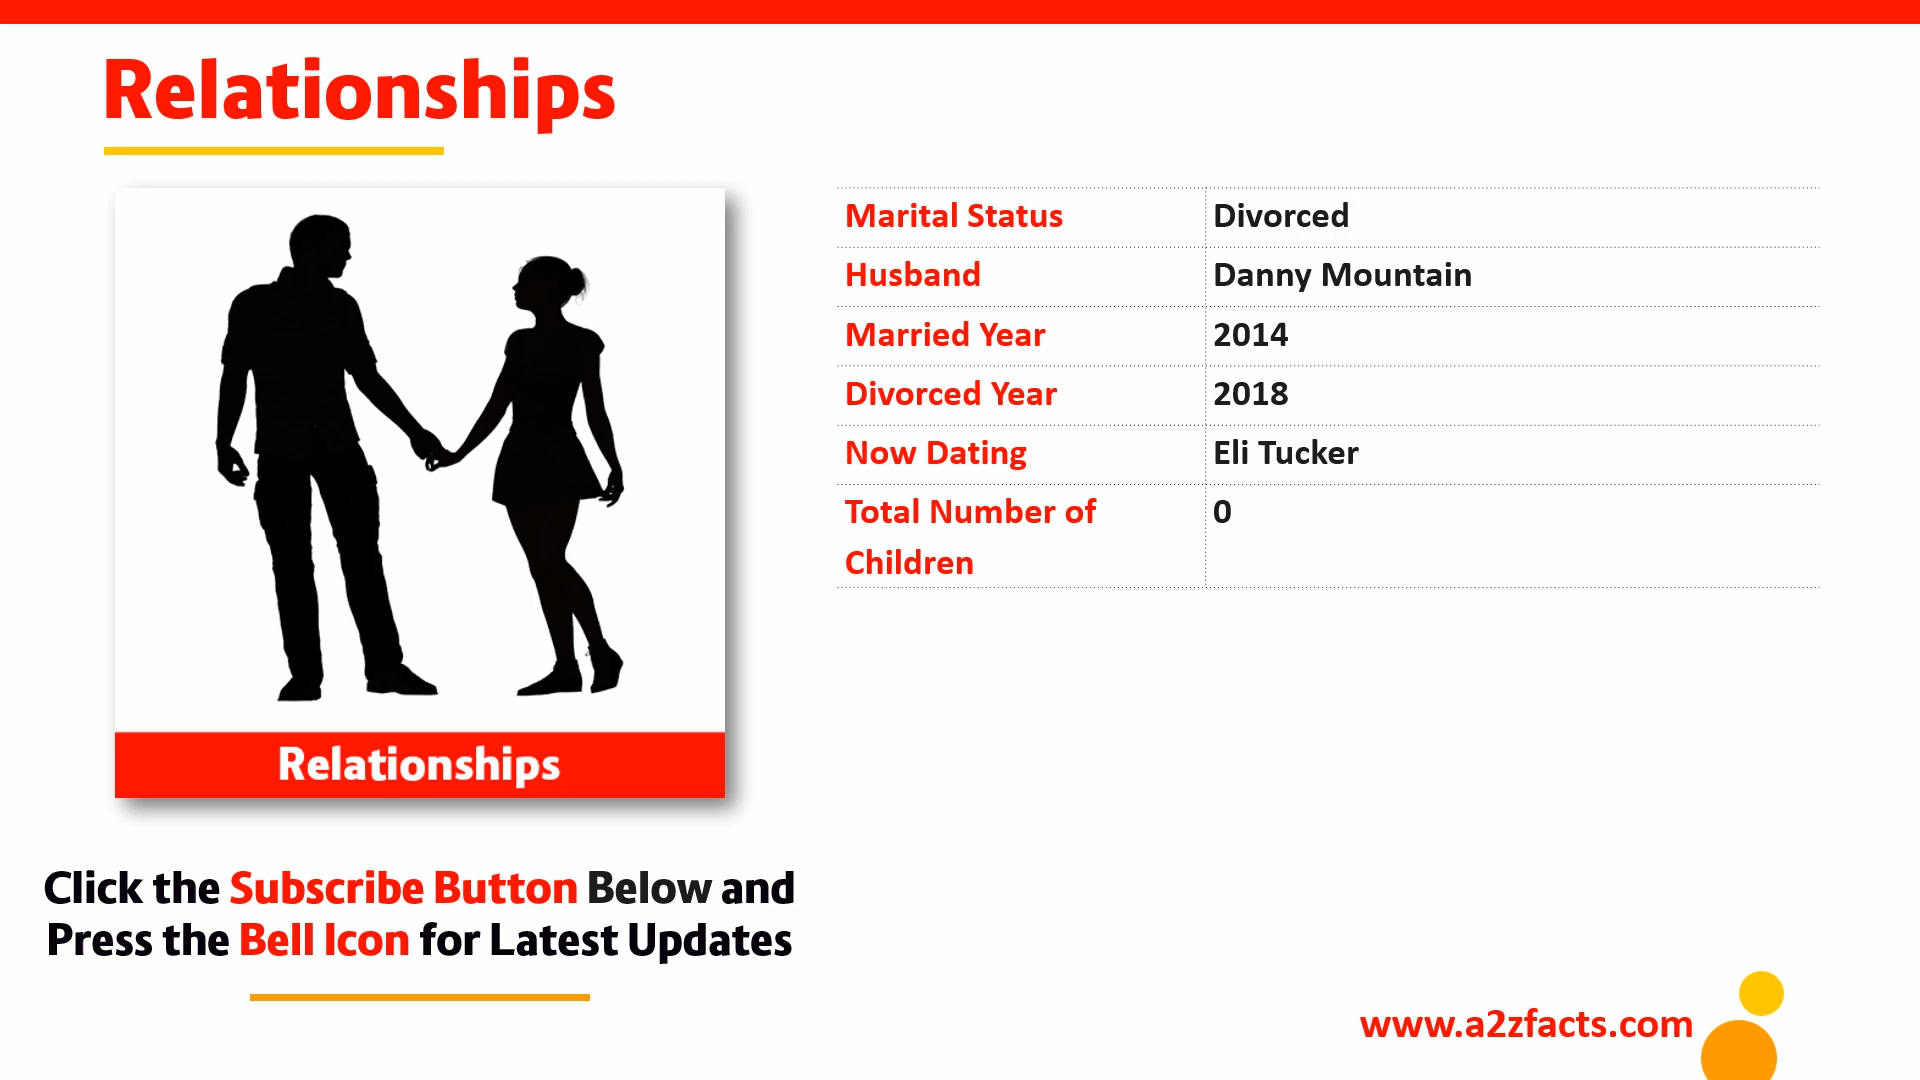 Relationships
Marital Status Divorced
Husband Danny Mountain
Married Year 2014
Divorced Year 2018
Now Dating Eli Tucker
Total Number of 0
Children
Relationships
Click the Subscribe Button Below and
Press the Bell Icon for Latest Updates
www.a2zfacts.com